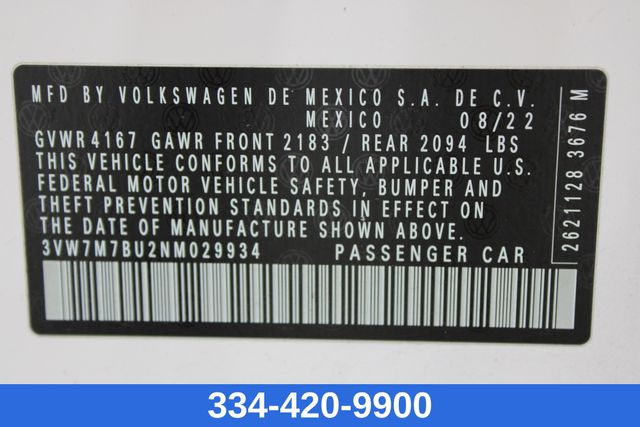 MFD BY VOLKSWAGEN DE MEXICO S.A. DE C.V.
MEXICO 08/22
GVWR 4167 GAWR FRONT 2183 / REAR 2094 LBS
THIS VEHICLE CONFORMS TO ALL APPLICABLE U.S.
FEDERAL MOTOR VEHICLE SAFETY, BUMPER AND
THEFT PREVENTION STANDARDS IN EFFECT ON
THE DATE OF MANUFACTURE SHOWN ABOVE.
3VW7M7BU2NM029934 PASSENGER CAR
2621128 3676 M
334-420-9900